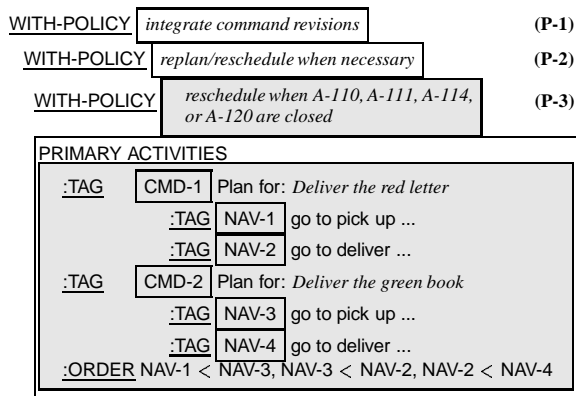 WITH-POLICY integrate command revisions (P-1)
WITH-POLICY replan/reschedule when necessary (P-2)
WITH-POLICY reschedule when A-110, A-111, A-114, (P-3)
or A-120 are closed
PRIMARY ACTIVITIES
:TAG CMD-1 Plan for: Deliver the red letter
:TAG NAV-1 go to pick up ...
:TAG NAV-2 go to deliver ...
:TAG CMD-2 Plan for: Deliver the green book
:TAG NAV-3 go to pick up ...
:TAG NAV-4 go to deliver ...
:ORDER NAV-1 < NAV-3, NAV-3 < NAV-2, NAV-2 < NAV-4